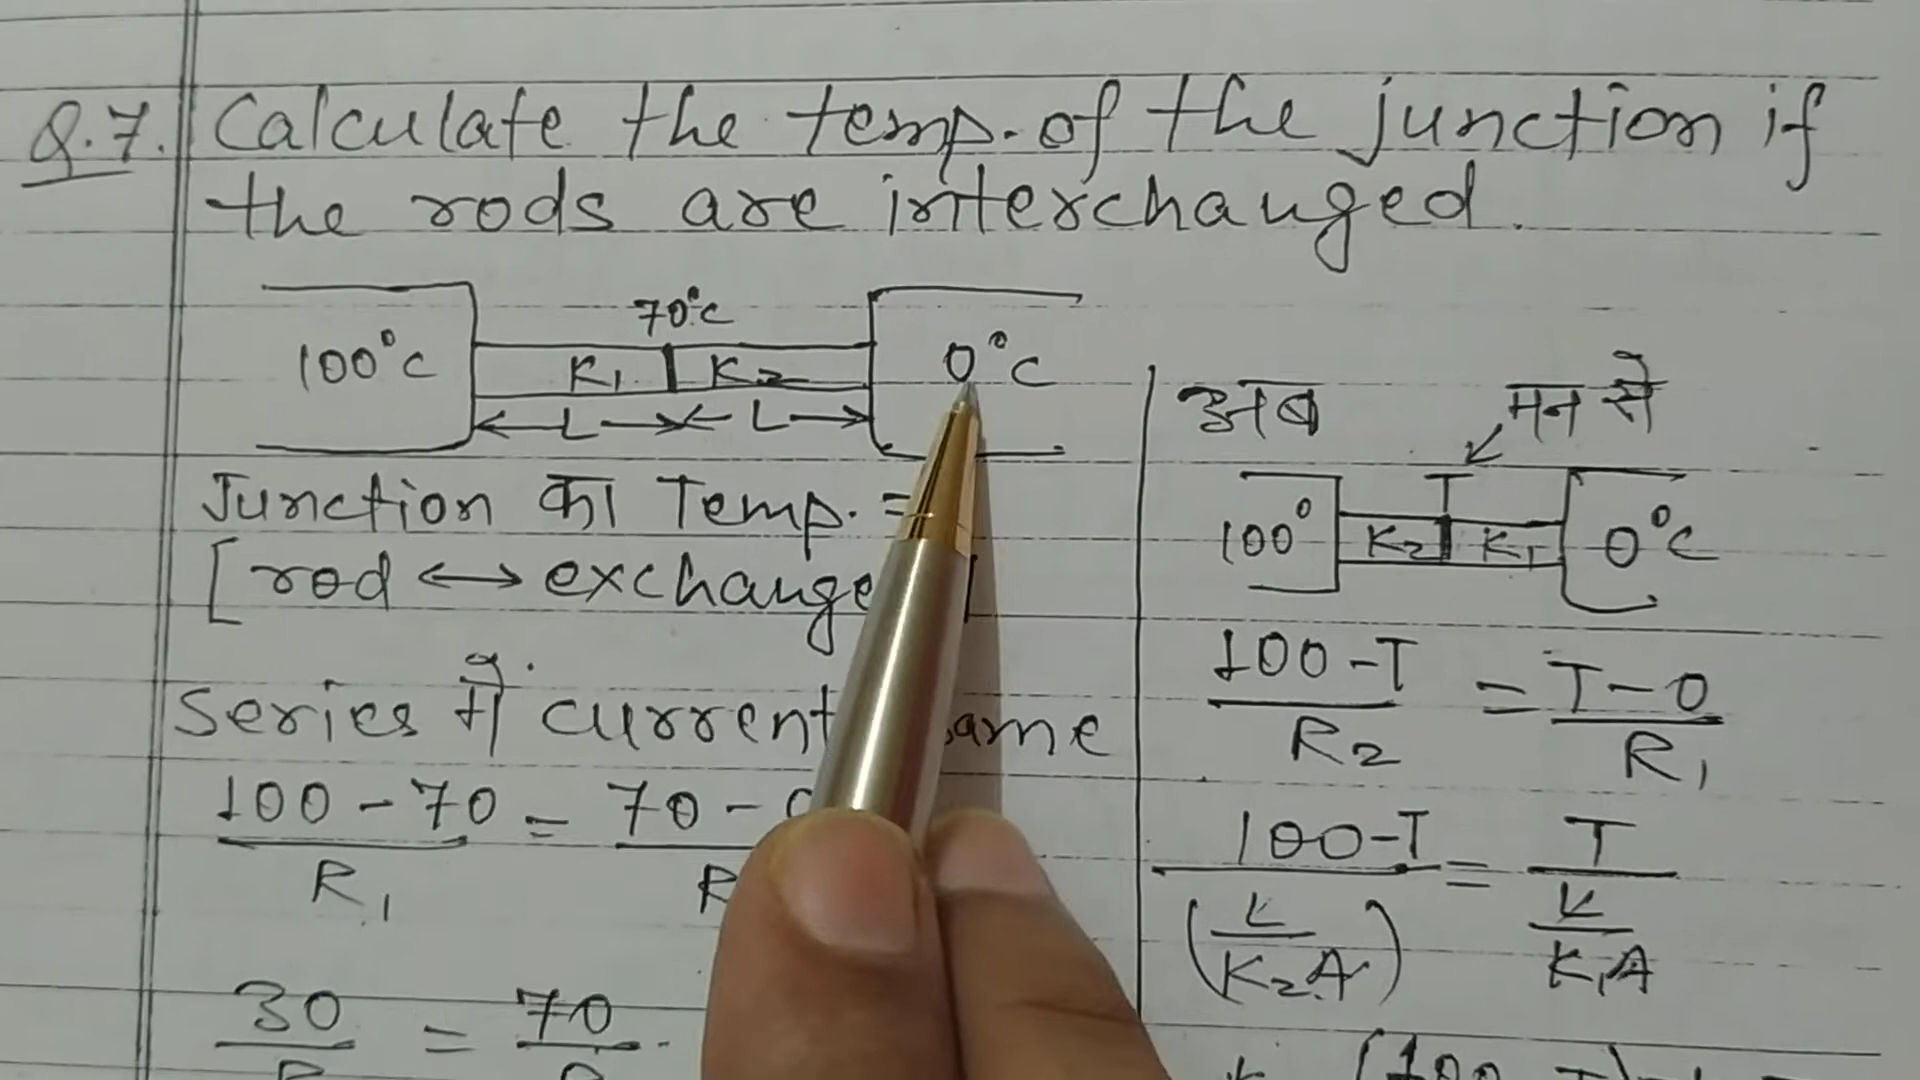 Q.7. Calculate the temp. of the junction if
the rods are interchanged.
70°C
100°C K₁ K₂ 0°C
L L
Junction का Temp. =
[rod ↔ exchange ]
Series में current same
100 - 70 = 70 -
R₁
30 = 70
अब मन से
T
100° K₂ K₁ 0°C
100 - T = T - 0
R₂ R₁
100 - T = T
(L/K₂A) L/K₁A